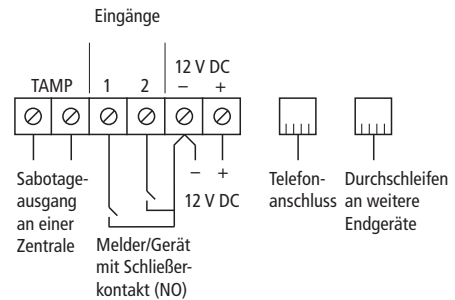 Eingänge
TAMP 1 2 12 V DC
– +
– +
12 V DC
Sabotage-
ausgang
an einer
Zentrale
Melder/Gerät
mit Schließer-
kontakt (NO)
Telefon-
anschluss
Durchschleifen
an weitere
Endgeräte